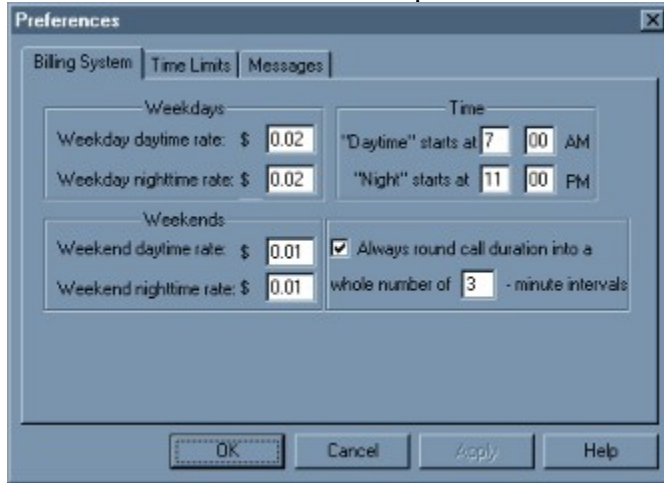 Preferences
Billing System Time Limits Messages
Weekdays
Weekday daytime rate: $ 0.02
Weekday nighttime rate: $ 0.02
Time
"Daytime" starts at 7 00 AM
"Night" starts at 11 00 PM
Weekends
Weekend daytime rate: $ 0.01
Weekend nighttime rate: $ 0.01
Always round call duration into a
whole number of 3 - minute intervals
OK Cancel Apply Help